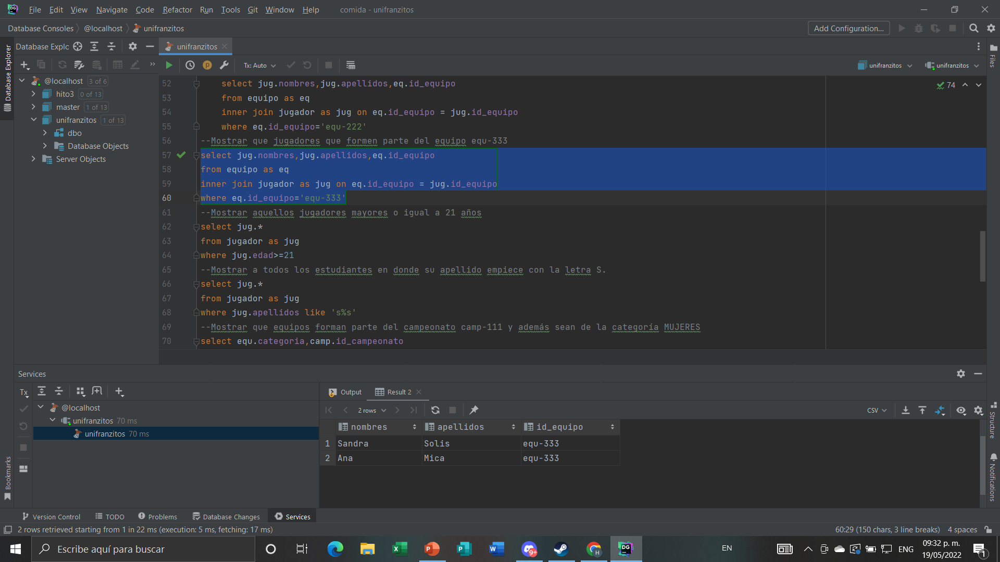 DG File Edit View Navigate Code Refactor Run Tools Git Window Help comida - unifranzitos
Database Consoles @localhost unifranzitos Add Configuration...
Database Explorer
Database Explc
unifranzitos
Files
Tx: Auto
unifranzitos unifranzitos
@localhost 3 of 6
hito3 0 of 13
master 1 of 13
unifranzitos 1 of 13
dbo
Database Objects
Server Objects
74
52 select jug.nombres,jug.apellidos,eq.id_equipo
53 from equipo as eq
54 inner join jugador as jug on eq.id_equipo = jug.id_equipo
55 where eq.id_equipo='equ-222'
56 --Mostrar que jugadores que formen parte del equipo equ-333
57 select jug.nombres,jug.apellidos,eq.id_equipo
58 from equipo as eq
59 inner join jugador as jug on eq.id_equipo = jug.id_equipo
60 where eq.id_equipo='equ-333'
61 --Mostrar aquellos jugadores mayores o igual a 21 años
62 select jug.*
63 from jugador as jug
64 where jug.edad>=21
65 --Mostrar a todos los estudiantes en donde su apellido empiece con la letra S.
66 select jug.*
67 from jugador as jug
68 where jug.apellidos like 's%s'
69 --Mostrar que equipos forman parte del campeonato camp-111 y además sean de la categoría MUJERES
70 select equ.categoria,camp.id_campeonato
Services
Tx
@localhost
unifranzitos 70 ms
unifranzitos 70 ms
Output Result 2
2 rows CSV
nombres apellidos id_equipo
1 Sandra Solis equ-333
2 Ana Mica equ-333
Structure
Notifications
Bookmarks
Version Control TODO Problems Database Changes Services
2 rows retrieved starting from 1 in 22 ms (execution: 5 ms, fetching: 17 ms) 60:29 (150 chars, 3 line breaks) 4 spaces
Escribe aquí para buscar
9+
H
DG
EN
ENG
09:32 p. m.
19/05/2022
1